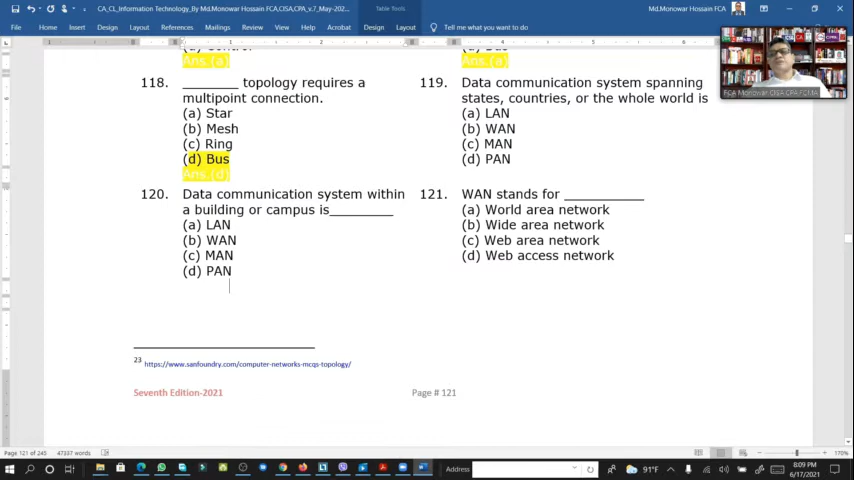 CA_CL_Information Technology_By Md.Monowar Hossain FCA,CISA,CPA_v.7_May-202...
Table Tools
Md.Monowar Hossain FCA
File Insert Design Layout References Mailings Review View Help Acrobat Design Layout Tell me what you want to do
FCA Monowar CISA CPA FCMA
Ans.(a)
Ans.(a)
118. ________ topology requires a multipoint connection.
(a) Star
(b) Mesh
(c) Ring
(d) Bus
Ans.(d)
119. Data communication system spanning
states, countries, or the whole world is
(a) LAN
(b) WAN
(c) MAN
(d) PAN
120. Data communication system within
a building or campus is_________
(a) LAN
(b) WAN
(c) MAN
(d) PAN
121. WAN stands for ___________
(a) World area network
(b) Wide area network
(c) Web area network
(d) Web access network
23 https://www.sanfoundry.com/computer-networks-mcqs-topology/
Seventh Edition-2021
Page # 121
Page 121 of 245 47337 words
170%
Address
91°F
8:09 PM
6/17/2021